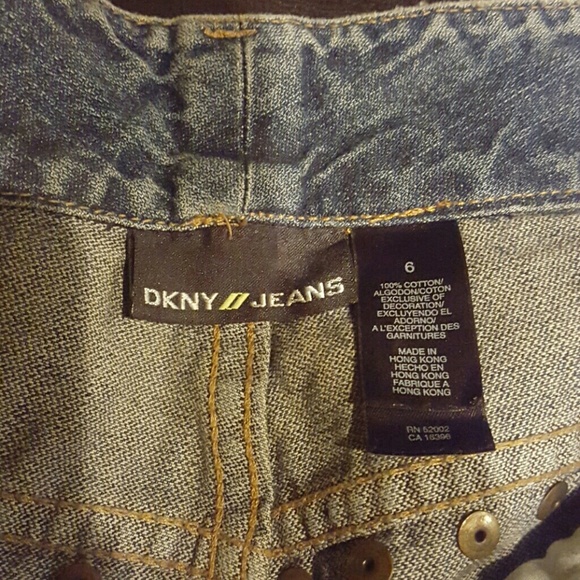 DKNY // JEANS
6
100% COTTON/
ALGODON/COTON
EXCLUSIVE OF
DECORATION/
EXCLUYENDO EL
ADORNO/
A L'EXCEPTION DES
GARNITURES
MADE IN
HONG KONG
HECHO EN
HONG KONG
FABRIQUE A
HONG KONG
RN 52002
CA 18396